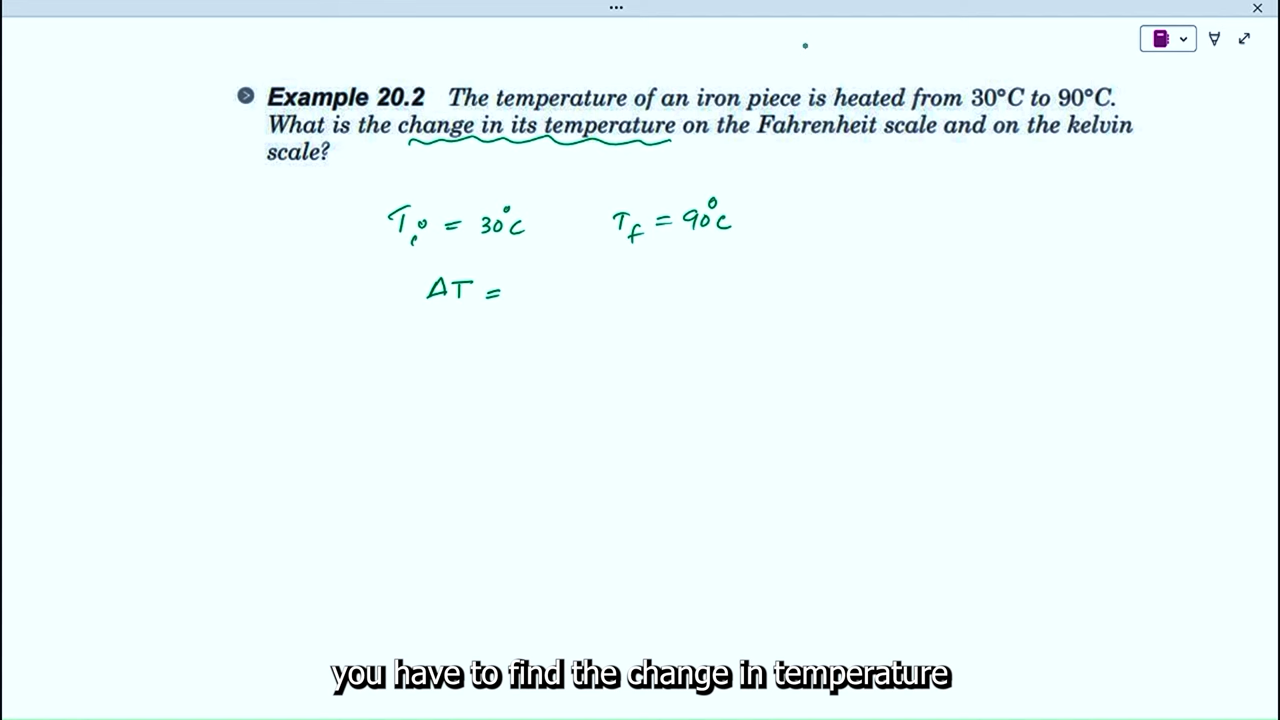 Example 20.2 The temperature of an iron piece is heated from 30°C to 90°C.
What is the change in its temperature on the Fahrenheit scale and on the kelvin
scale?
Ti = 30°C Tf = 90°C
ΔT =
you have to find the change in temperature